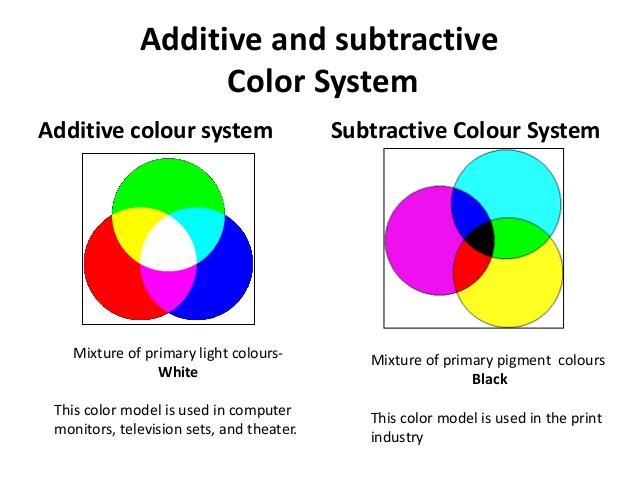 Additive and subtractive
Color System
Additive colour system
Subtractive Colour System
Mixture of primary light colours-
White
This color model is used in computer
monitors, television sets, and theater.
Mixture of primary pigment colours
Black
This color model is used in the print
industry